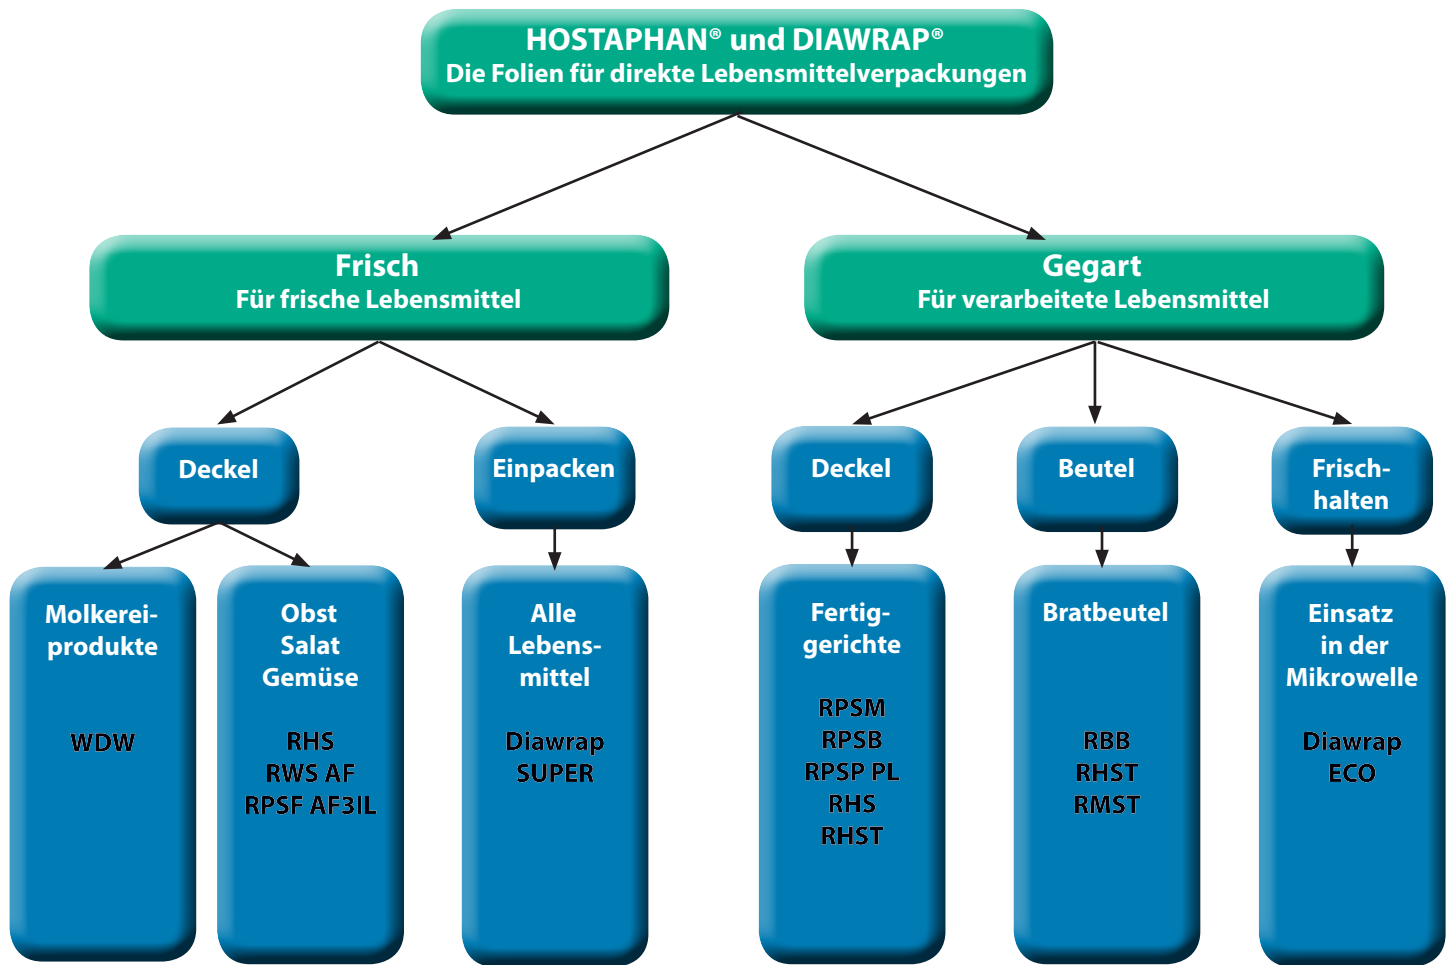 HOSTAPHAN® und DIAWRAP®
Die Folien für direkte Lebensmittelverpackungen
Frisch
Für frische Lebensmittel
Gegart
Für verarbeitete Lebensmittel
Deckel
Einpacken
Deckel
Beutel
Frisch-
halten
Molkerei-
produkte
WDW
Obst
Salat
Gemüse
RHS
RWS AF
RPSF AF3IL
Alle
Lebens-
mittel
Diawrap
SUPER
Fertig-
gerichte
RPSM
RPSB
RPSP PL
RHS
RHST
Bratbeutel
RBB
RHST
RMST
Einsatz
in der
Mikrowelle
Diawrap
ECO